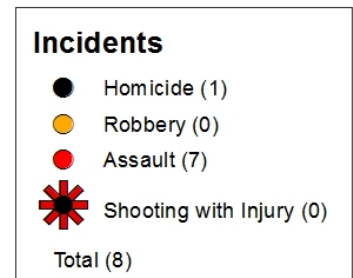 Incidents
Homicide (1)
Robbery (0)
Assault (7)
Shooting with Injury (0)
Total (8)